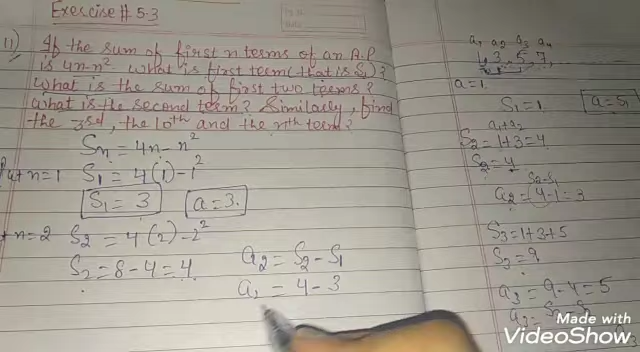 Exercise # 5.3
11) If the sum of first n terms of an A.P
is 4n-n². What is first term (that is S₁)?
What is the sum of first two terms?
What is the second term? Similarly, find
the 3rd, the 10th and the nth term?
Sn = 4n - n²
Put n=1 S₁ = 4(1) - 1²
S₁ = 3 a = 3.
n=2 S₂ = 4(2) - 2²
S₂ = 8 - 4 = 4.
a₂ = S₂ - S₁
a₂ = 4 - 3
a₁ a₂ a₃ a₄
1, 3, 5, 7,
a = 1.
S₁ = 1. a = S₁
a₁+a₂
S₂ = 1+3 = 4.
S₂ = 4
S₂-S₁
a₂ = 4-1 = 3
S₃ = 1+3+5
S₃ = 9
a₃ = 9-4 = 5
Made with
VideoShow